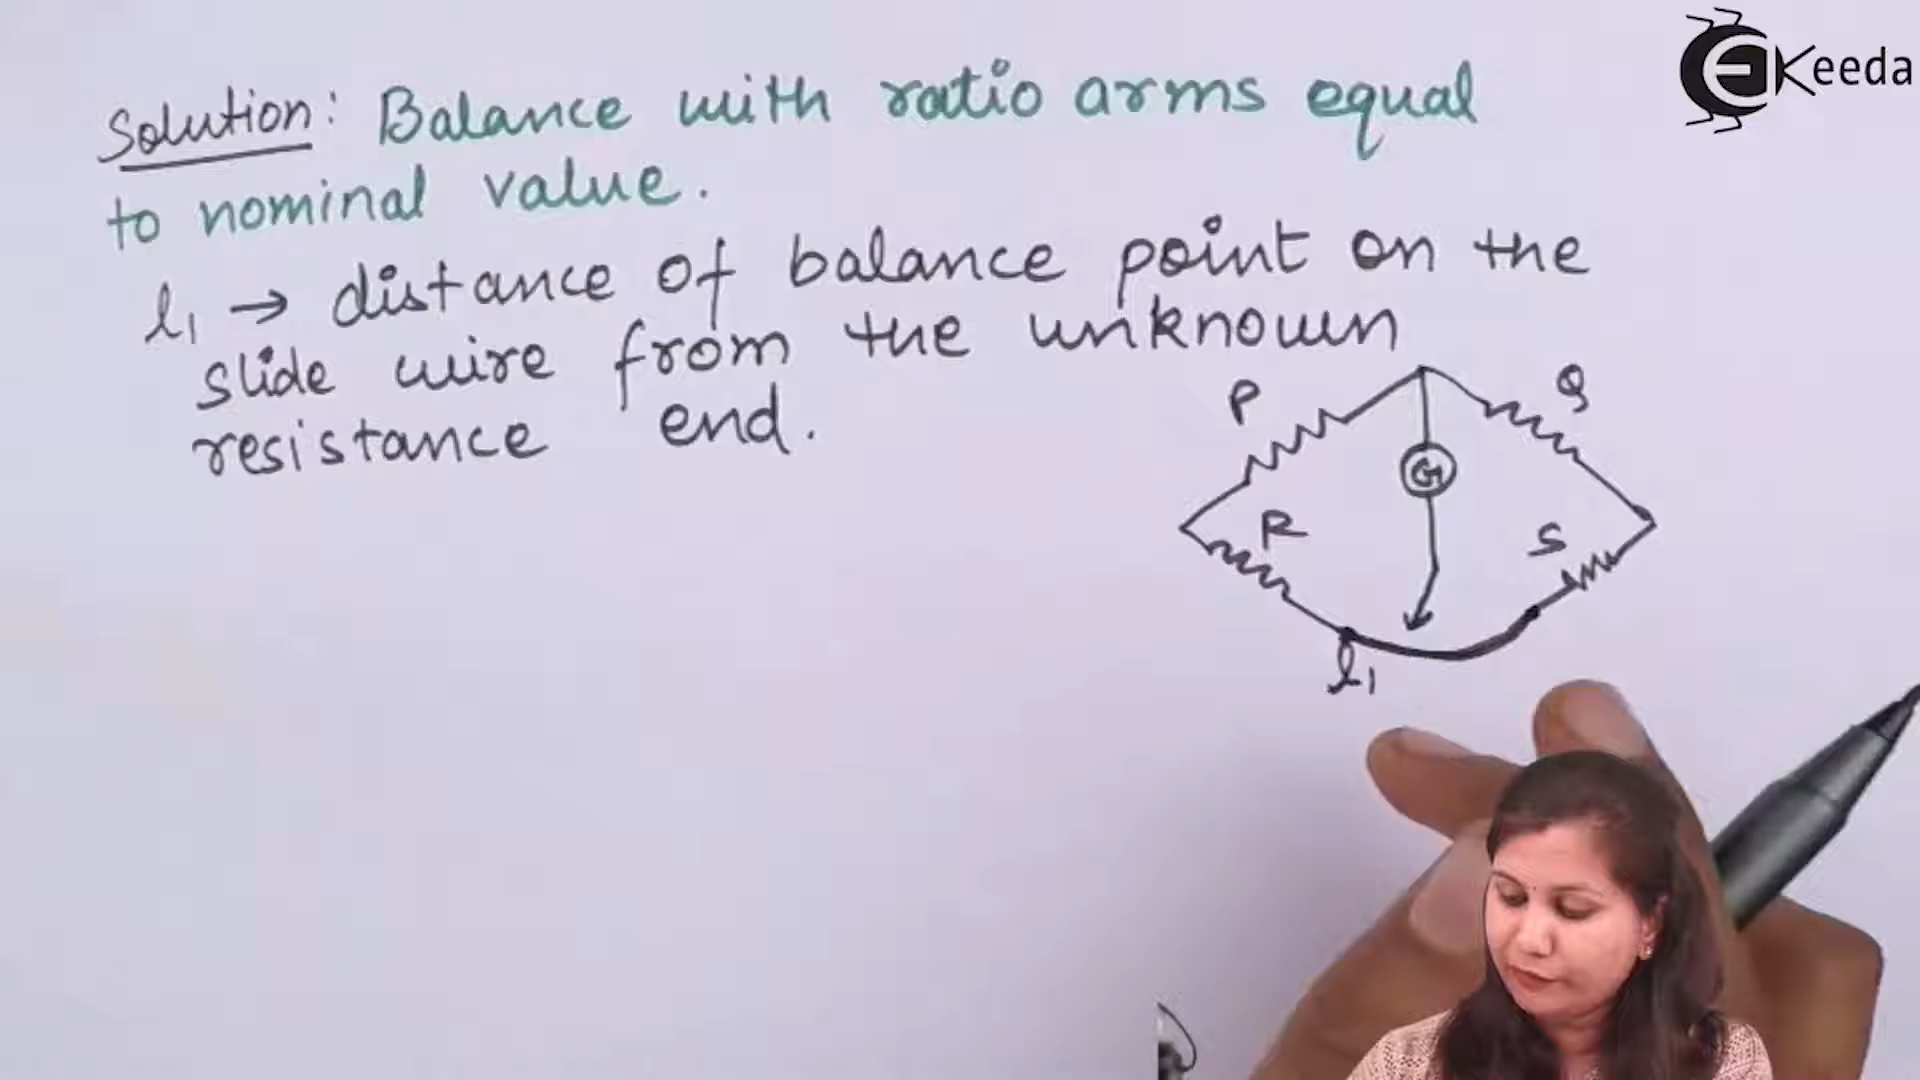 EKeeda
Solution: Balance with ratio arms equal
to nominal value.
l₁ → distance of balance point on the
slide wire from the unknown
resistance end.
P
Q
G
R
S
l₁